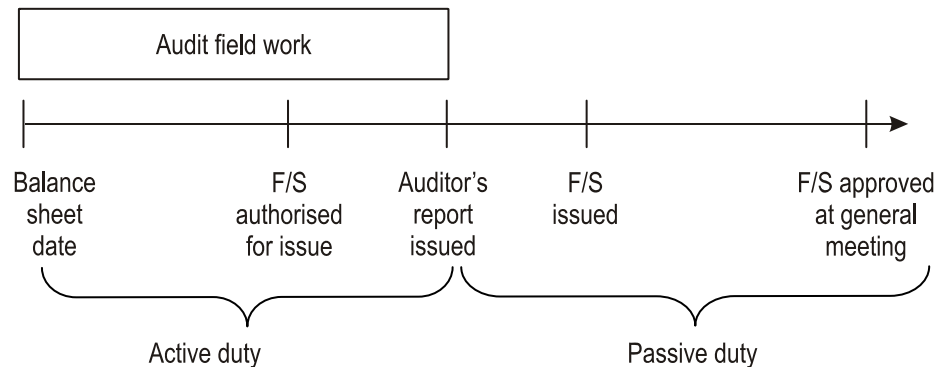 Audit field work
Balance
sheet
date
F/S
authorised
for issue
Auditor's
report
issued
F/S
issued
F/S approved
at general
meeting
Active duty
Passive duty